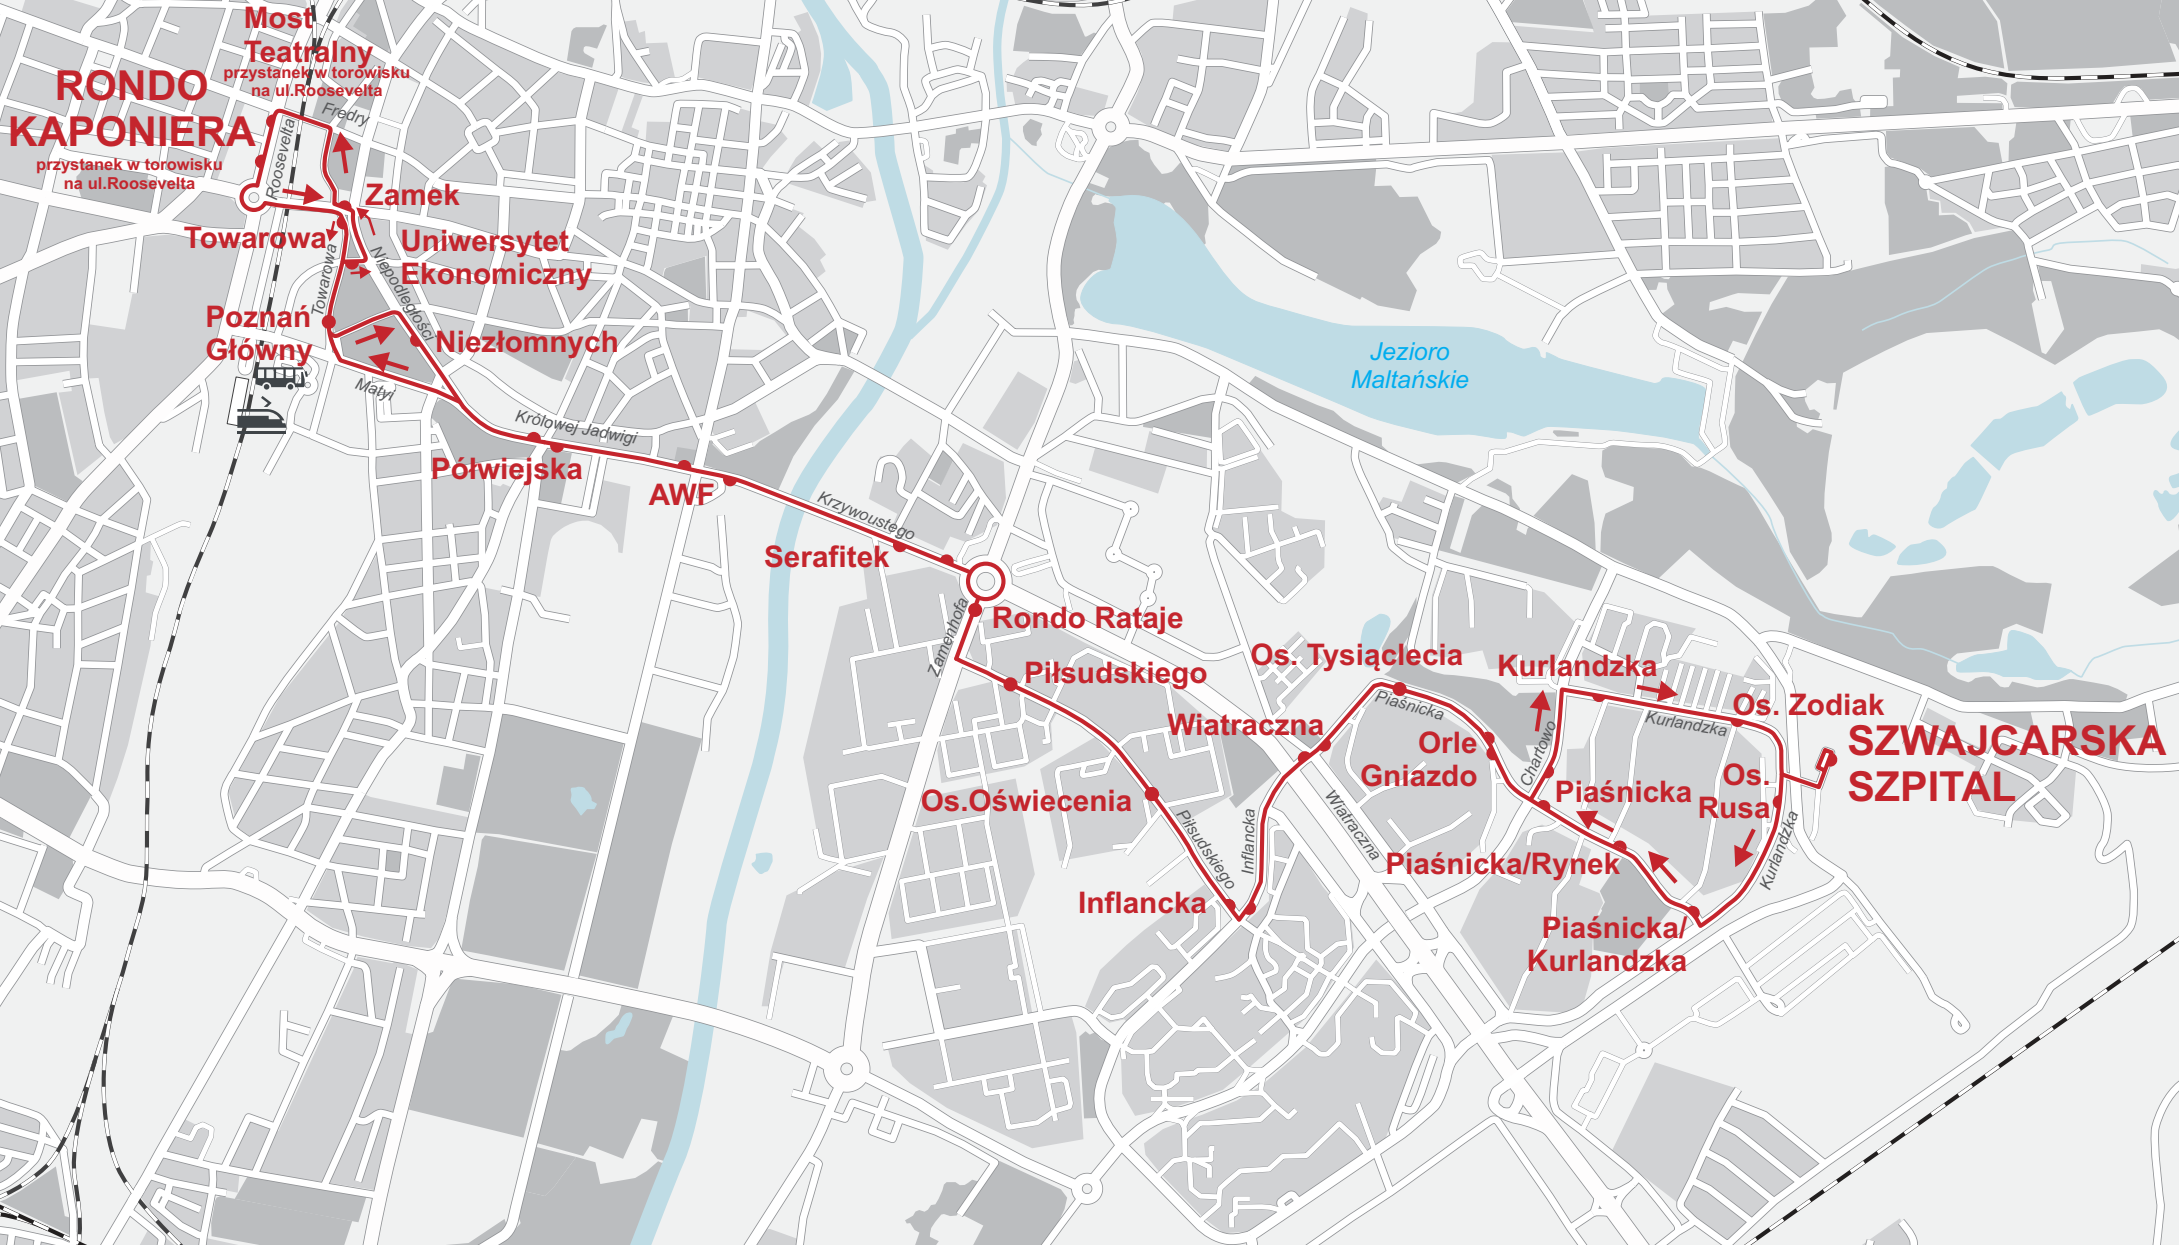 Most
Teatralny
przystanek w torowisku
na ul.Roosevelta
RONDO
KAPONIERA
przystanek w torowisku
na ul.Roosevelta
Fredry
Roosevelta
Zamek
Towarowa
Uniwersytet
Ekonomiczny
Towarowa
Niepodległości
Poznań
Główny
Niezłomnych
Matyi
Królowej Jadwigi
Półwiejska
AWF
Krzywoustego
Serafitek
Jezioro
Maltańskie
Zamenhofa
Rondo Rataje
Piłsudskiego
Os. Tysiąclecia
Kurlandzka
Piaśnicka
Wiatraczna
Os. Zodiak
Kurlandzka
Orle
Gniazdo
Chartowo
SZWAJCARSKA
SZPITAL
Os.
Rusa
Piaśnicka
Os.Oświecenia
Piłsudskiego
Inflancka
Wiatraczna
Kurlandzka
Piaśnicka/Rynek
Inflancka
Piaśnicka/
Kurlandzka